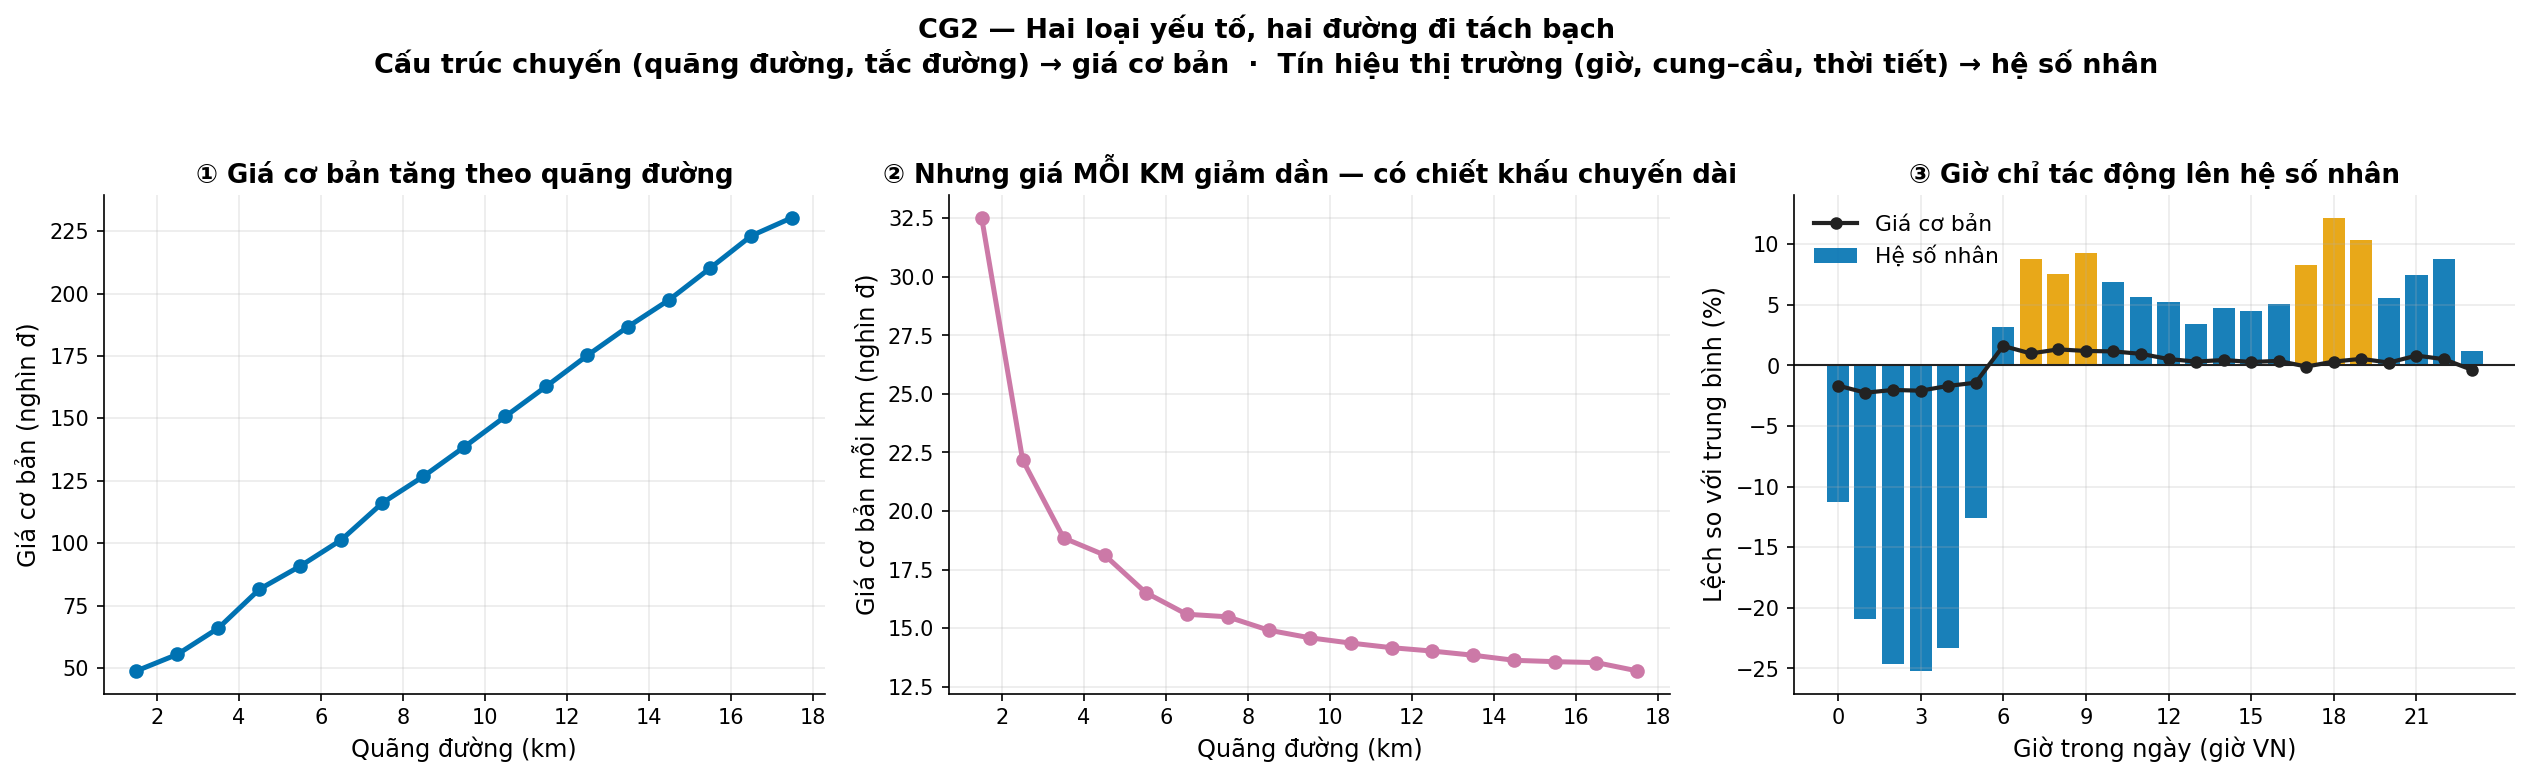 CG2 — Hai loại yếu tố, hai đường đi tách bạch
Cấu trúc chuyến (quãng đường, tắc đường) → giá cơ bản · Tín hiệu thị trường (giờ, cung–cầu, thời tiết) → hệ số nhân
① Giá cơ bản tăng theo quãng đường
Giá cơ bản (nghìn đ)
225
200
175
150
125
100
75
50
2 4 6 8 10 12 14 16 18
Quãng đường (km)
② Nhưng giá MỖI KM giảm dần — có chiết khấu chuyến dài
Giá cơ bản mỗi km (nghìn đ)
32.5
30.0
27.5
25.0
22.5
20.0
17.5
15.0
12.5
2 4 6 8 10 12 14 16 18
Quãng đường (km)
③ Giờ chỉ tác động lên hệ số nhân
Giá cơ bản
Hệ số nhân
Lệch so với trung bình (%)
10
5
0
−5
−10
−15
−20
−25
0 3 6 9 12 15 18 21
Giờ trong ngày (giờ VN)